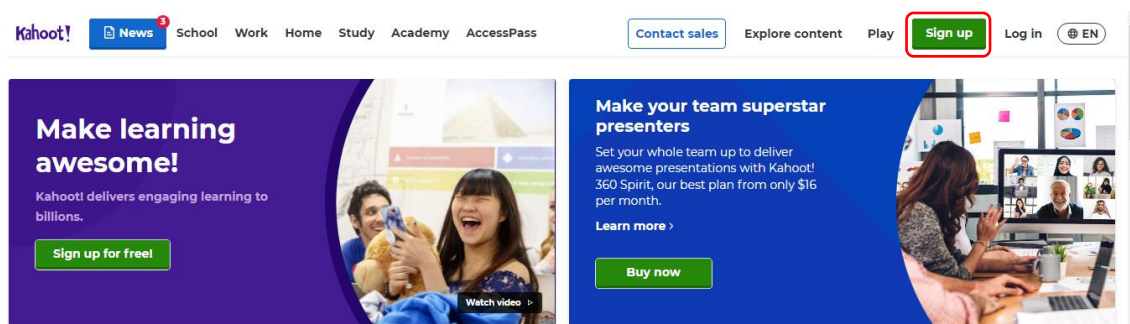 Kahoot! News 3 School Work Home Study Academy AccessPass Contact sales Explore content Play Sign up Log in EN
Make learning
awesome!
Kahoot! delivers engaging learning to
billions.
Sign up for free!
Watch video
Make your team superstar
presenters
Set your whole team up to deliver
awesome presentations with Kahoot!
360 Spirit, our best plan from only $16
per month.
Learn more ›
Buy now